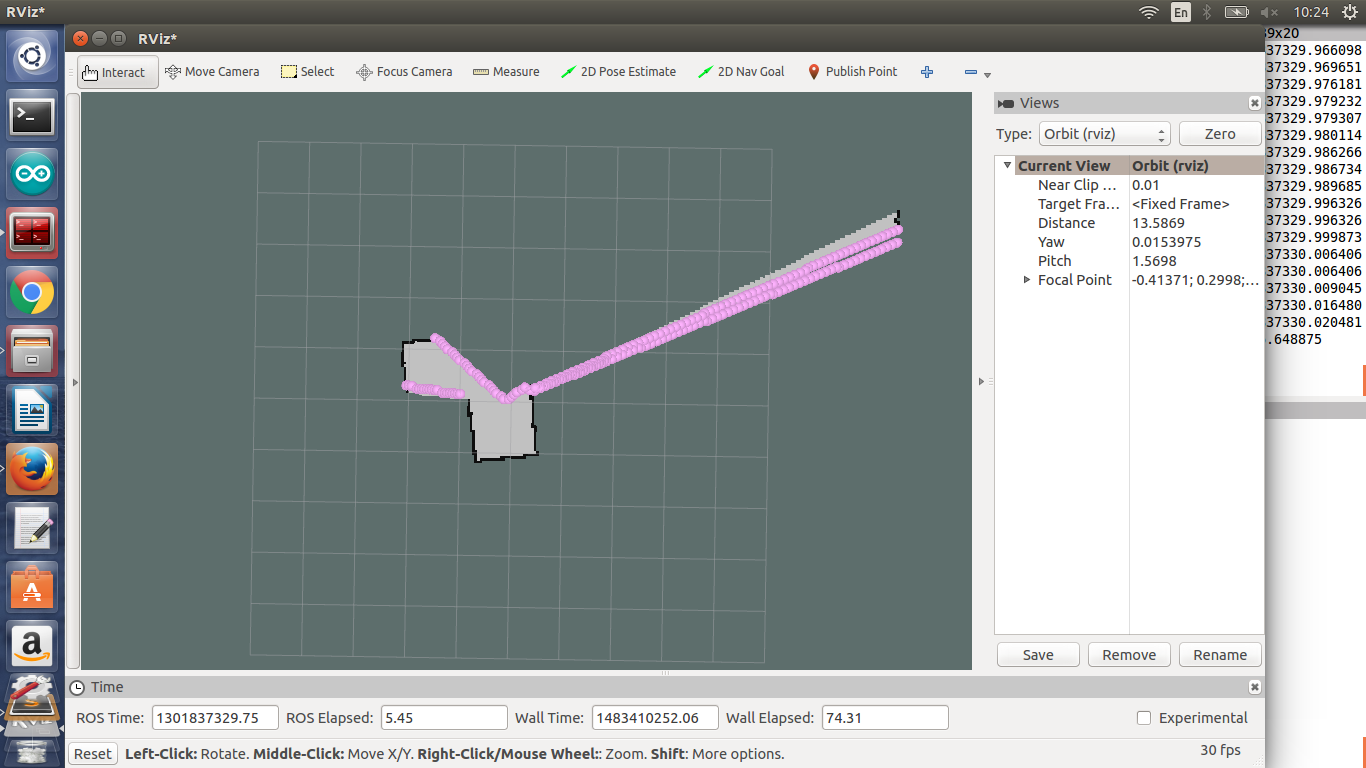 RViz*
En
10:24
RViz*
39x20
Interact
Move Camera
Select
Focus Camera
Measure
2D Pose Estimate
2D Nav Goal
Publish Point
37329.966098
37329.969651
37329.976181
37329.979232
37329.979307
37329.980114
37329.986266
37329.986734
37329.989685
37329.996326
37329.996326
37329.999873
37330.006406
37330.006406
37330.009045
37330.016480
37330.020481
.648875
Views
Type: Orbit (rviz) Zero
Current View Orbit (rviz)
Near Clip ... 0.01
Target Fra... <Fixed Frame>
Distance 13.5869
Yaw 0.0153975
Pitch 1.5698
Focal Point -0.41371; 0.2998;...
Save Remove Rename
Time
ROS Time: 1301837329.75 ROS Elapsed: 5.45 Wall Time: 1483410252.06 Wall Elapsed: 74.31 Experimental
Reset Left-Click: Rotate. Middle-Click: Move X/Y. Right-Click/Mouse Wheel:: Zoom. Shift: More options. 30 fps